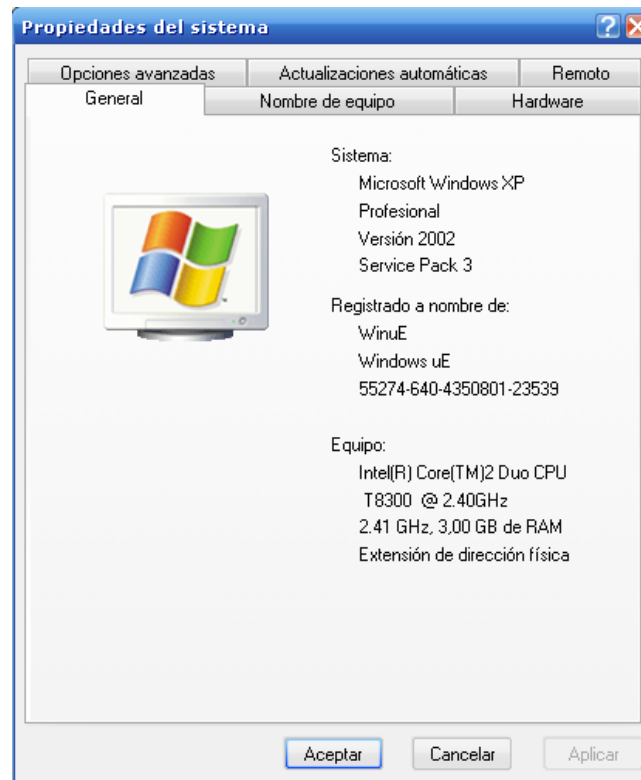 Propiedades del sistema
Opciones avanzadas
Actualizaciones automáticas
Remoto
General
Nombre de equipo
Hardware
Sistema:
Microsoft Windows XP
Profesional
Versión 2002
Service Pack 3
Registrado a nombre de:
WinuE
Windows uE
55274-640-4350801-23539
Equipo:
Intel(R) Core(TM)2 Duo CPU
T8300 @ 2.40GHz
2.41 GHz, 3,00 GB de RAM
Extensión de dirección física
Aceptar
Cancelar
Aplicar